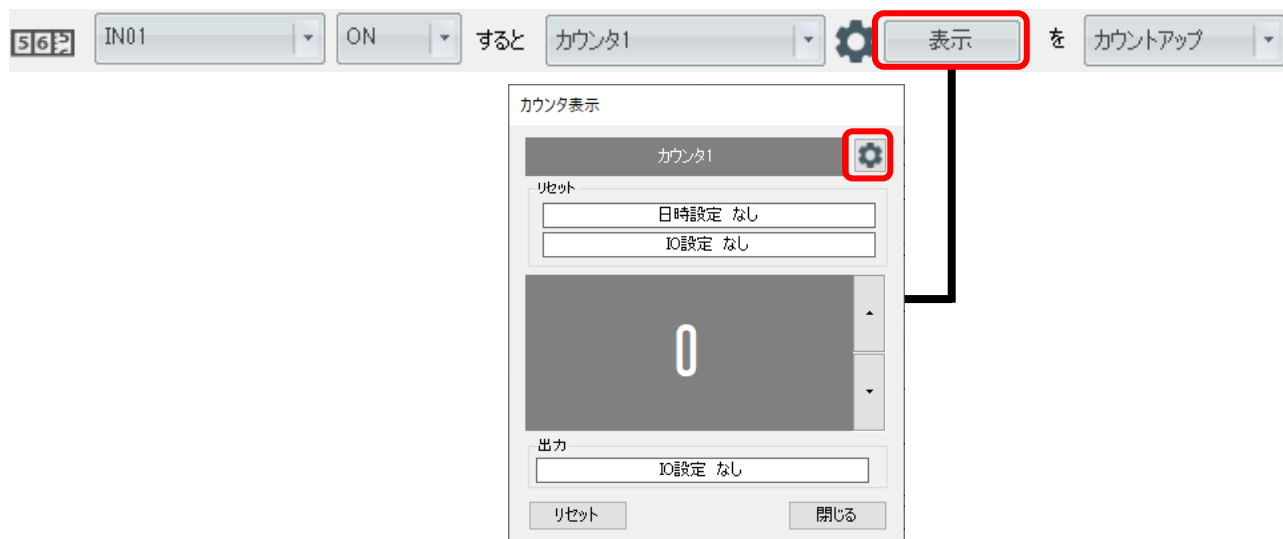 IN01 ON すると カウンタ1 表示 を カウントアップ
カウンタ表示
カウンタ1
リセット
日時設定 なし
IO設定 なし
0
出力
IO設定 なし
リセット 閉じる